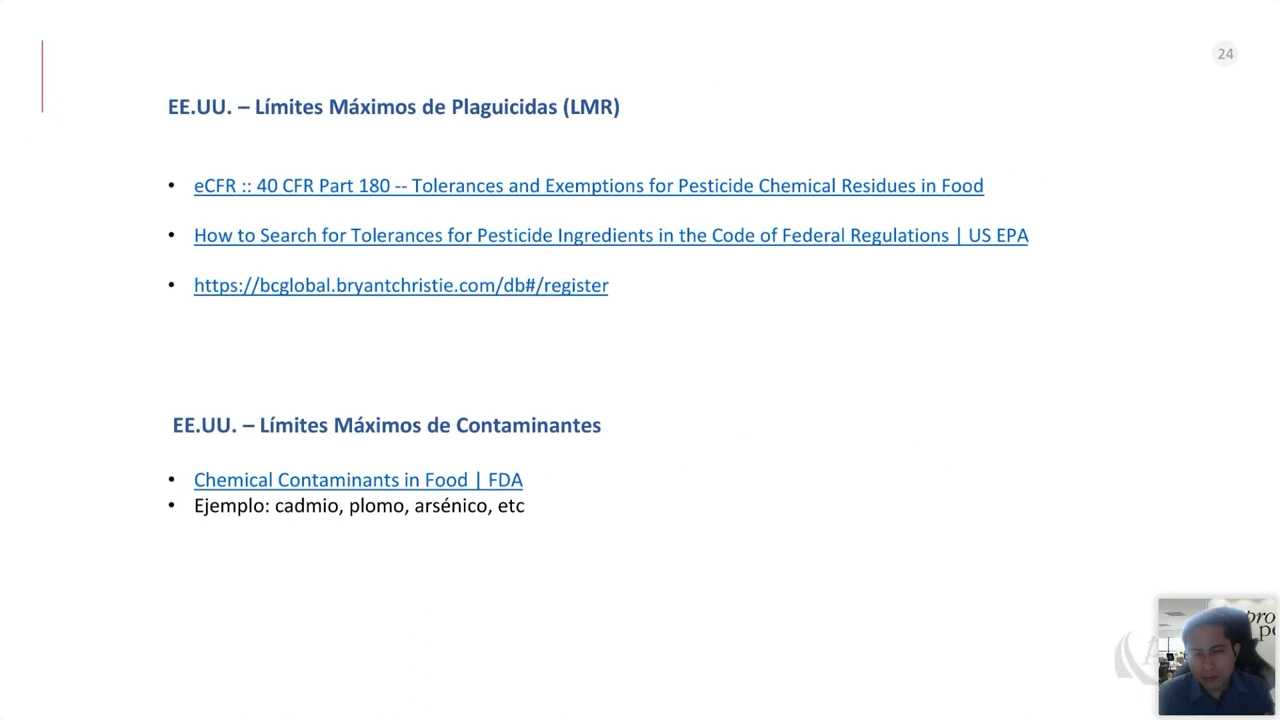 24
EE.UU. – Límites Máximos de Plaguicidas (LMR)
• eCFR :: 40 CFR Part 180 -- Tolerances and Exemptions for Pesticide Chemical Residues in Food
• How to Search for Tolerances for Pesticide Ingredients in the Code of Federal Regulations | US EPA
• https://bcglobal.bryantchristie.com/db#/register
EE.UU. – Límites Máximos de Contaminantes
• Chemical Contaminants in Food | FDA
• Ejemplo: cadmio, plomo, arsénico, etc